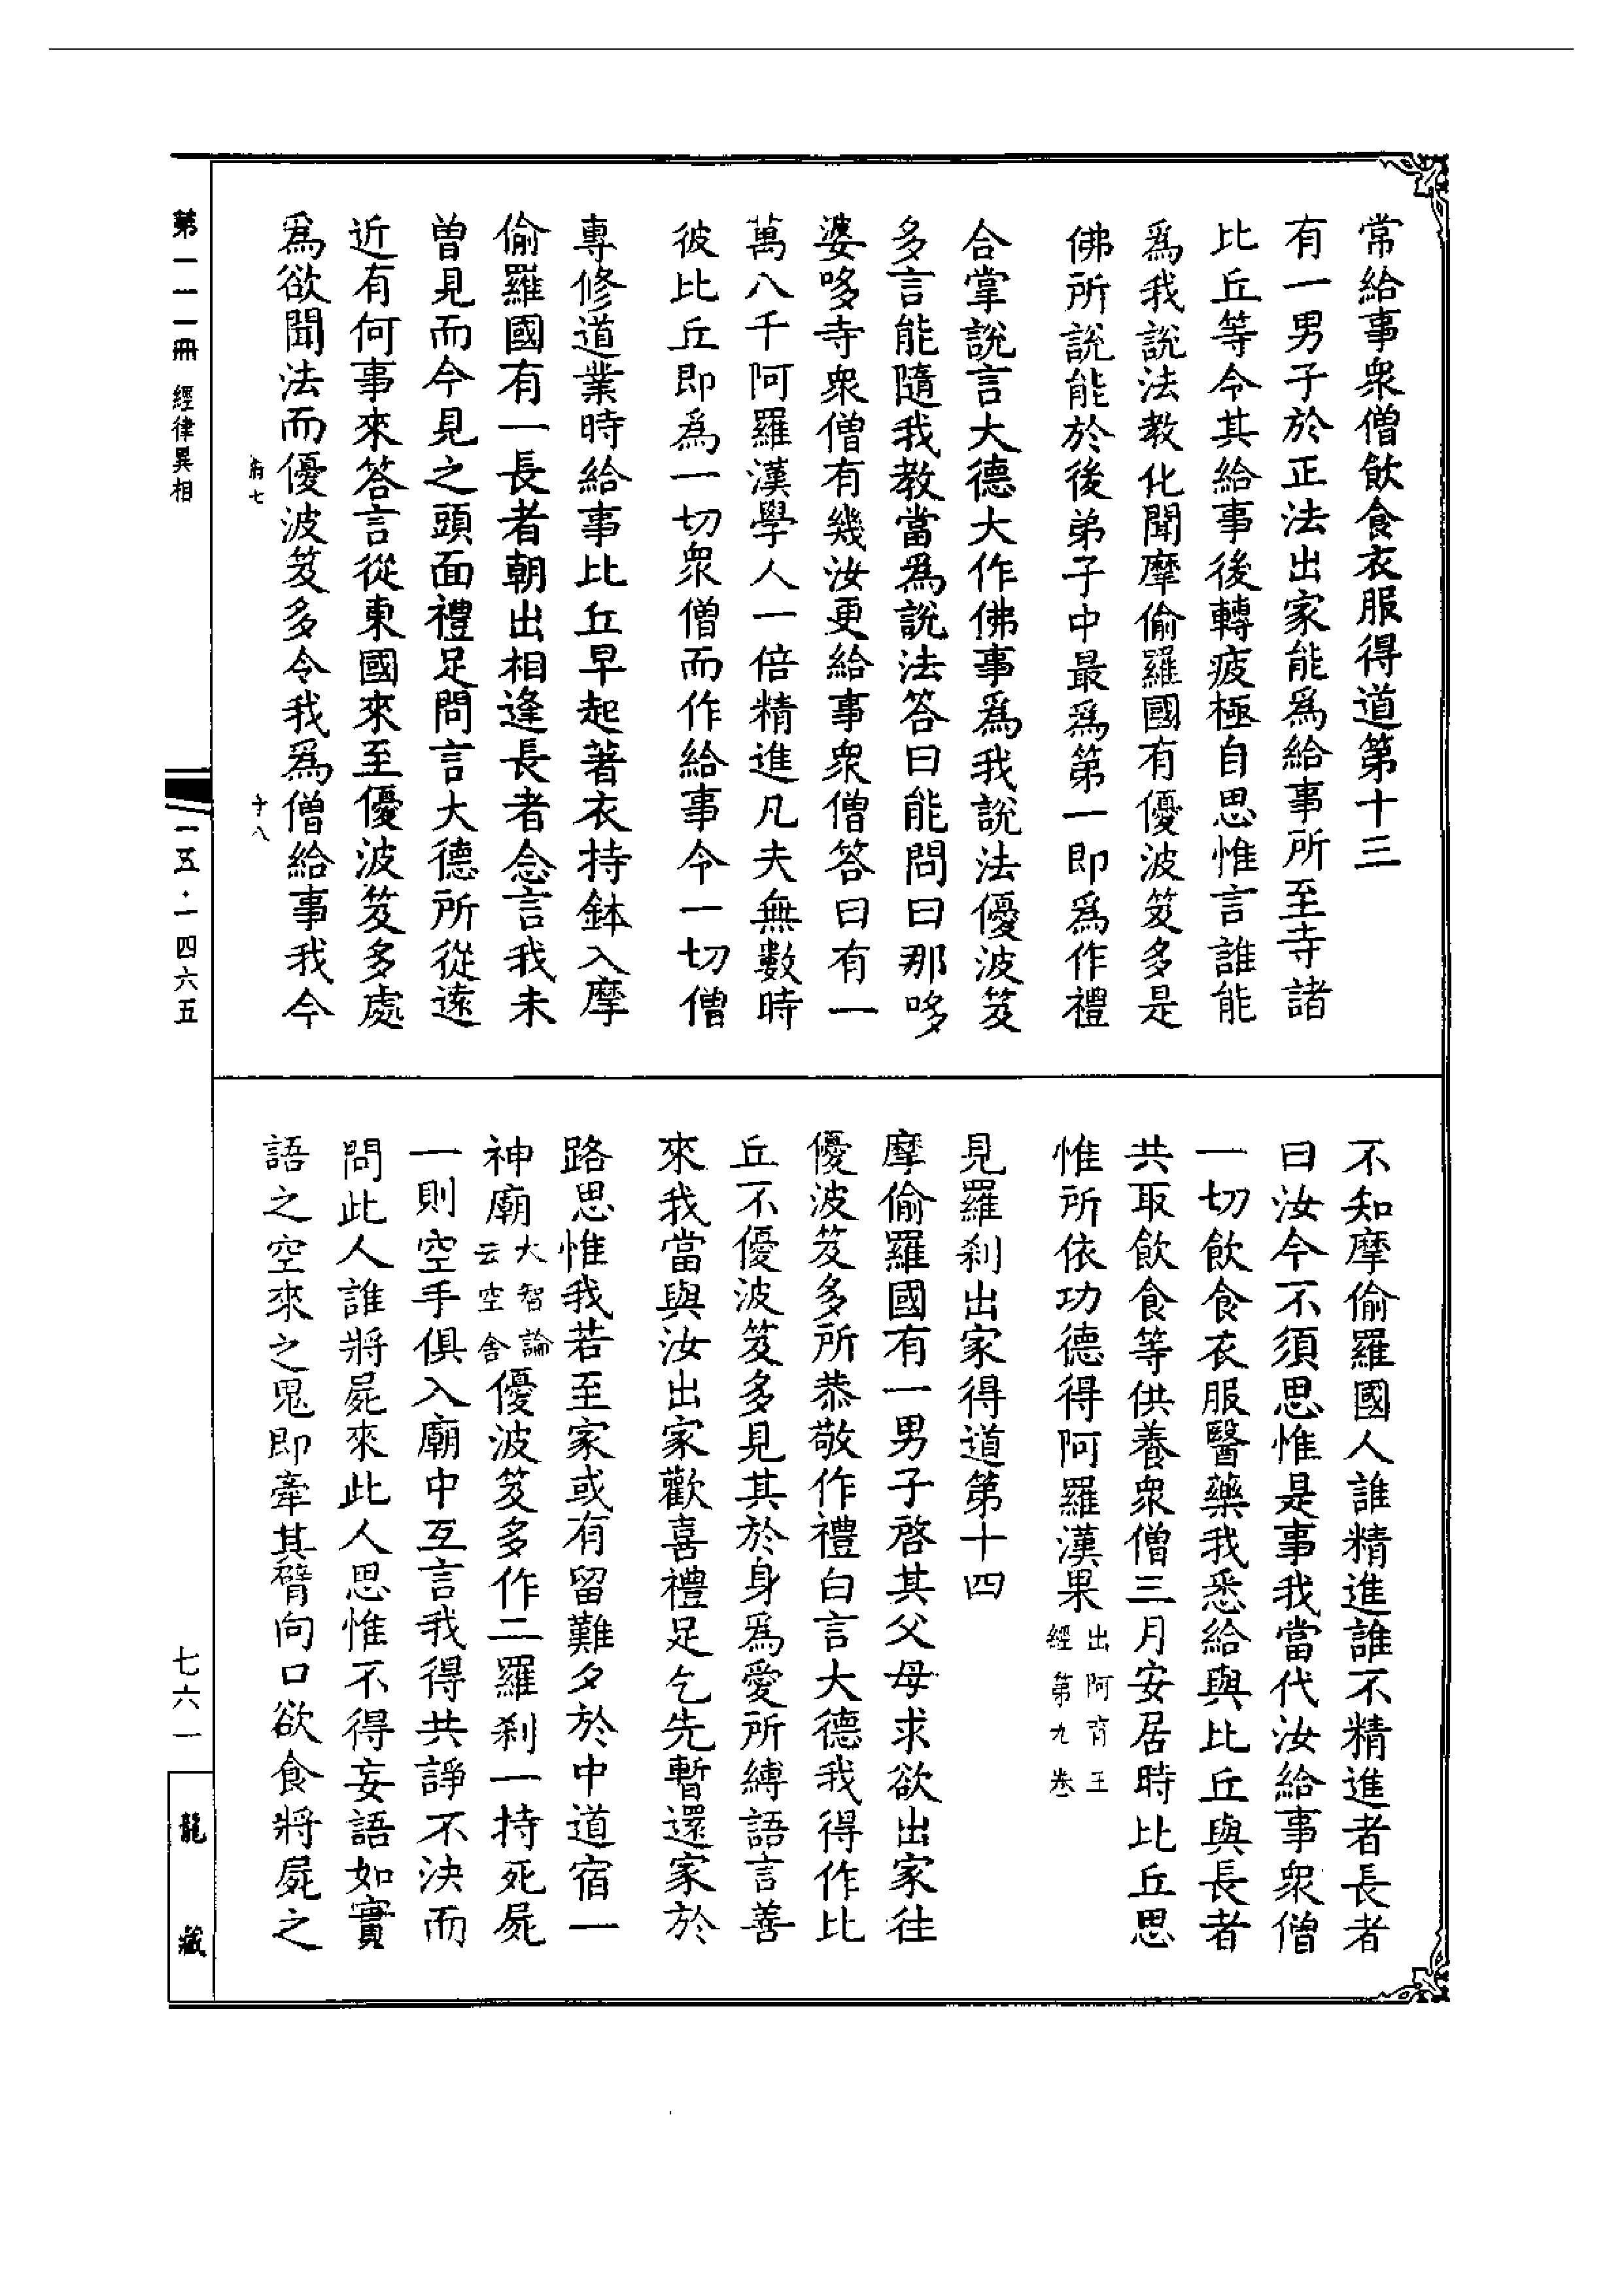 常給事衆僧飲食衣服得道第十三
有一男子於正法出家能爲給事所至寺諸
比丘等令其給事後轉疲極自思惟言誰能
爲我說法教化聞摩偷羅國有優波笈多是
佛所說能於後弟子中最爲第一即爲作禮
合掌說言大德大作佛事爲我說法優波笈
多言能隨我教當爲說法答曰能問曰那哆
婆哆寺衆僧有幾汝更給事衆僧答曰有一
萬八千阿羅漢學人一倍精進凡夫無數時
彼比丘即爲一切衆僧而作給事令一切僧
專修道業時給事比丘早起著衣持鉢入摩
偷羅國有一長者朝出相逢長者念言我未
曾見而今見之頭面禮足問言大德所從遠
近有何事來答言從東國來至優波笈多處
爲欲聞法而優波笈多令我爲僧給事我今
不知摩偷羅國人誰精進誰不精進者長者
曰汝今不須思惟是事我當代汝給事衆僧
一切飲食衣服醫藥我悉給與比丘與長者
共取飲食等供養衆僧三月安居時比丘思
惟所依功德得阿羅漢果出阿育王經第九卷
見羅刹出家得道第十四
摩偷羅國有一男子啓其父母求欲出家往
優波笈多所恭敬作禮白言大德我得作比
丘不優波笈多見其於身爲愛所縛語言善
來我當與汝出家歡喜禮足乞先暫還家於
路思惟我若至家或有留難夕於中道宿一
神廟大智論云空舍優波笈多作二羅刹一持死屍
一則空手俱入廟中互言我得共諍不決而
問此人誰將屍來此人思惟不得妄語如實
語之空來之鬼即牽其臂向口欲食將屍之
府七
十八
第一一一冊 經律異相
一五·一四六五
七六一
龍藏